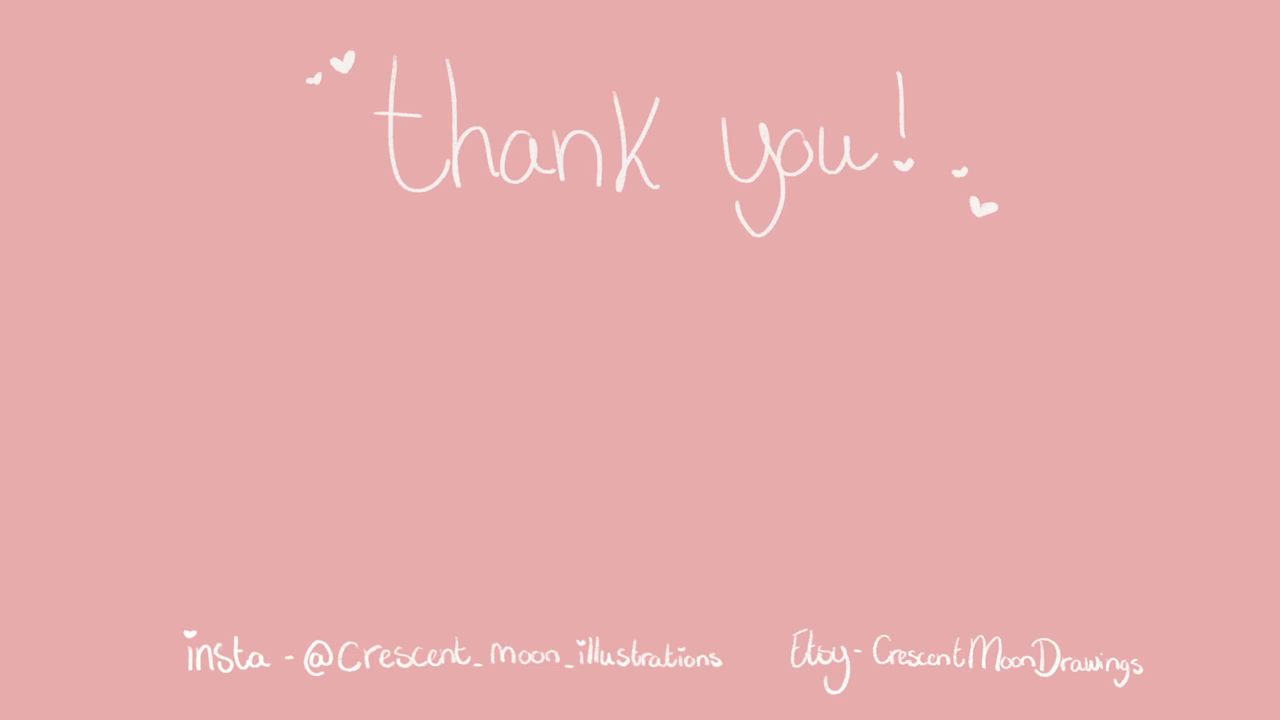 thank you!
insta - @Crescent_moon_illustrations
Etsy - CrescentMoonDrawings